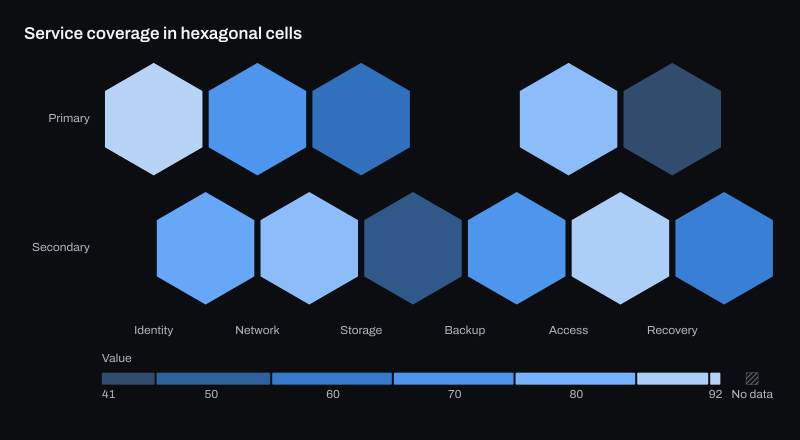 Service coverage in hexagonal cells
Primary
Secondary
Identity Network Storage Backup Access Recovery
Value
41 50 60 70 80 92 No data